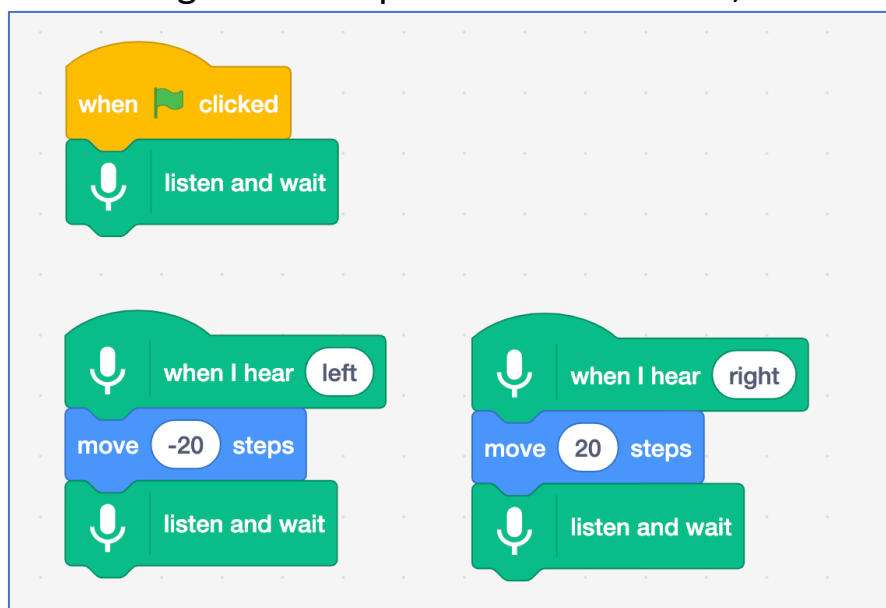 when clicked
listen and wait
when I hear left
move -20 steps
listen and wait
when I hear right
move 20 steps
listen and wait